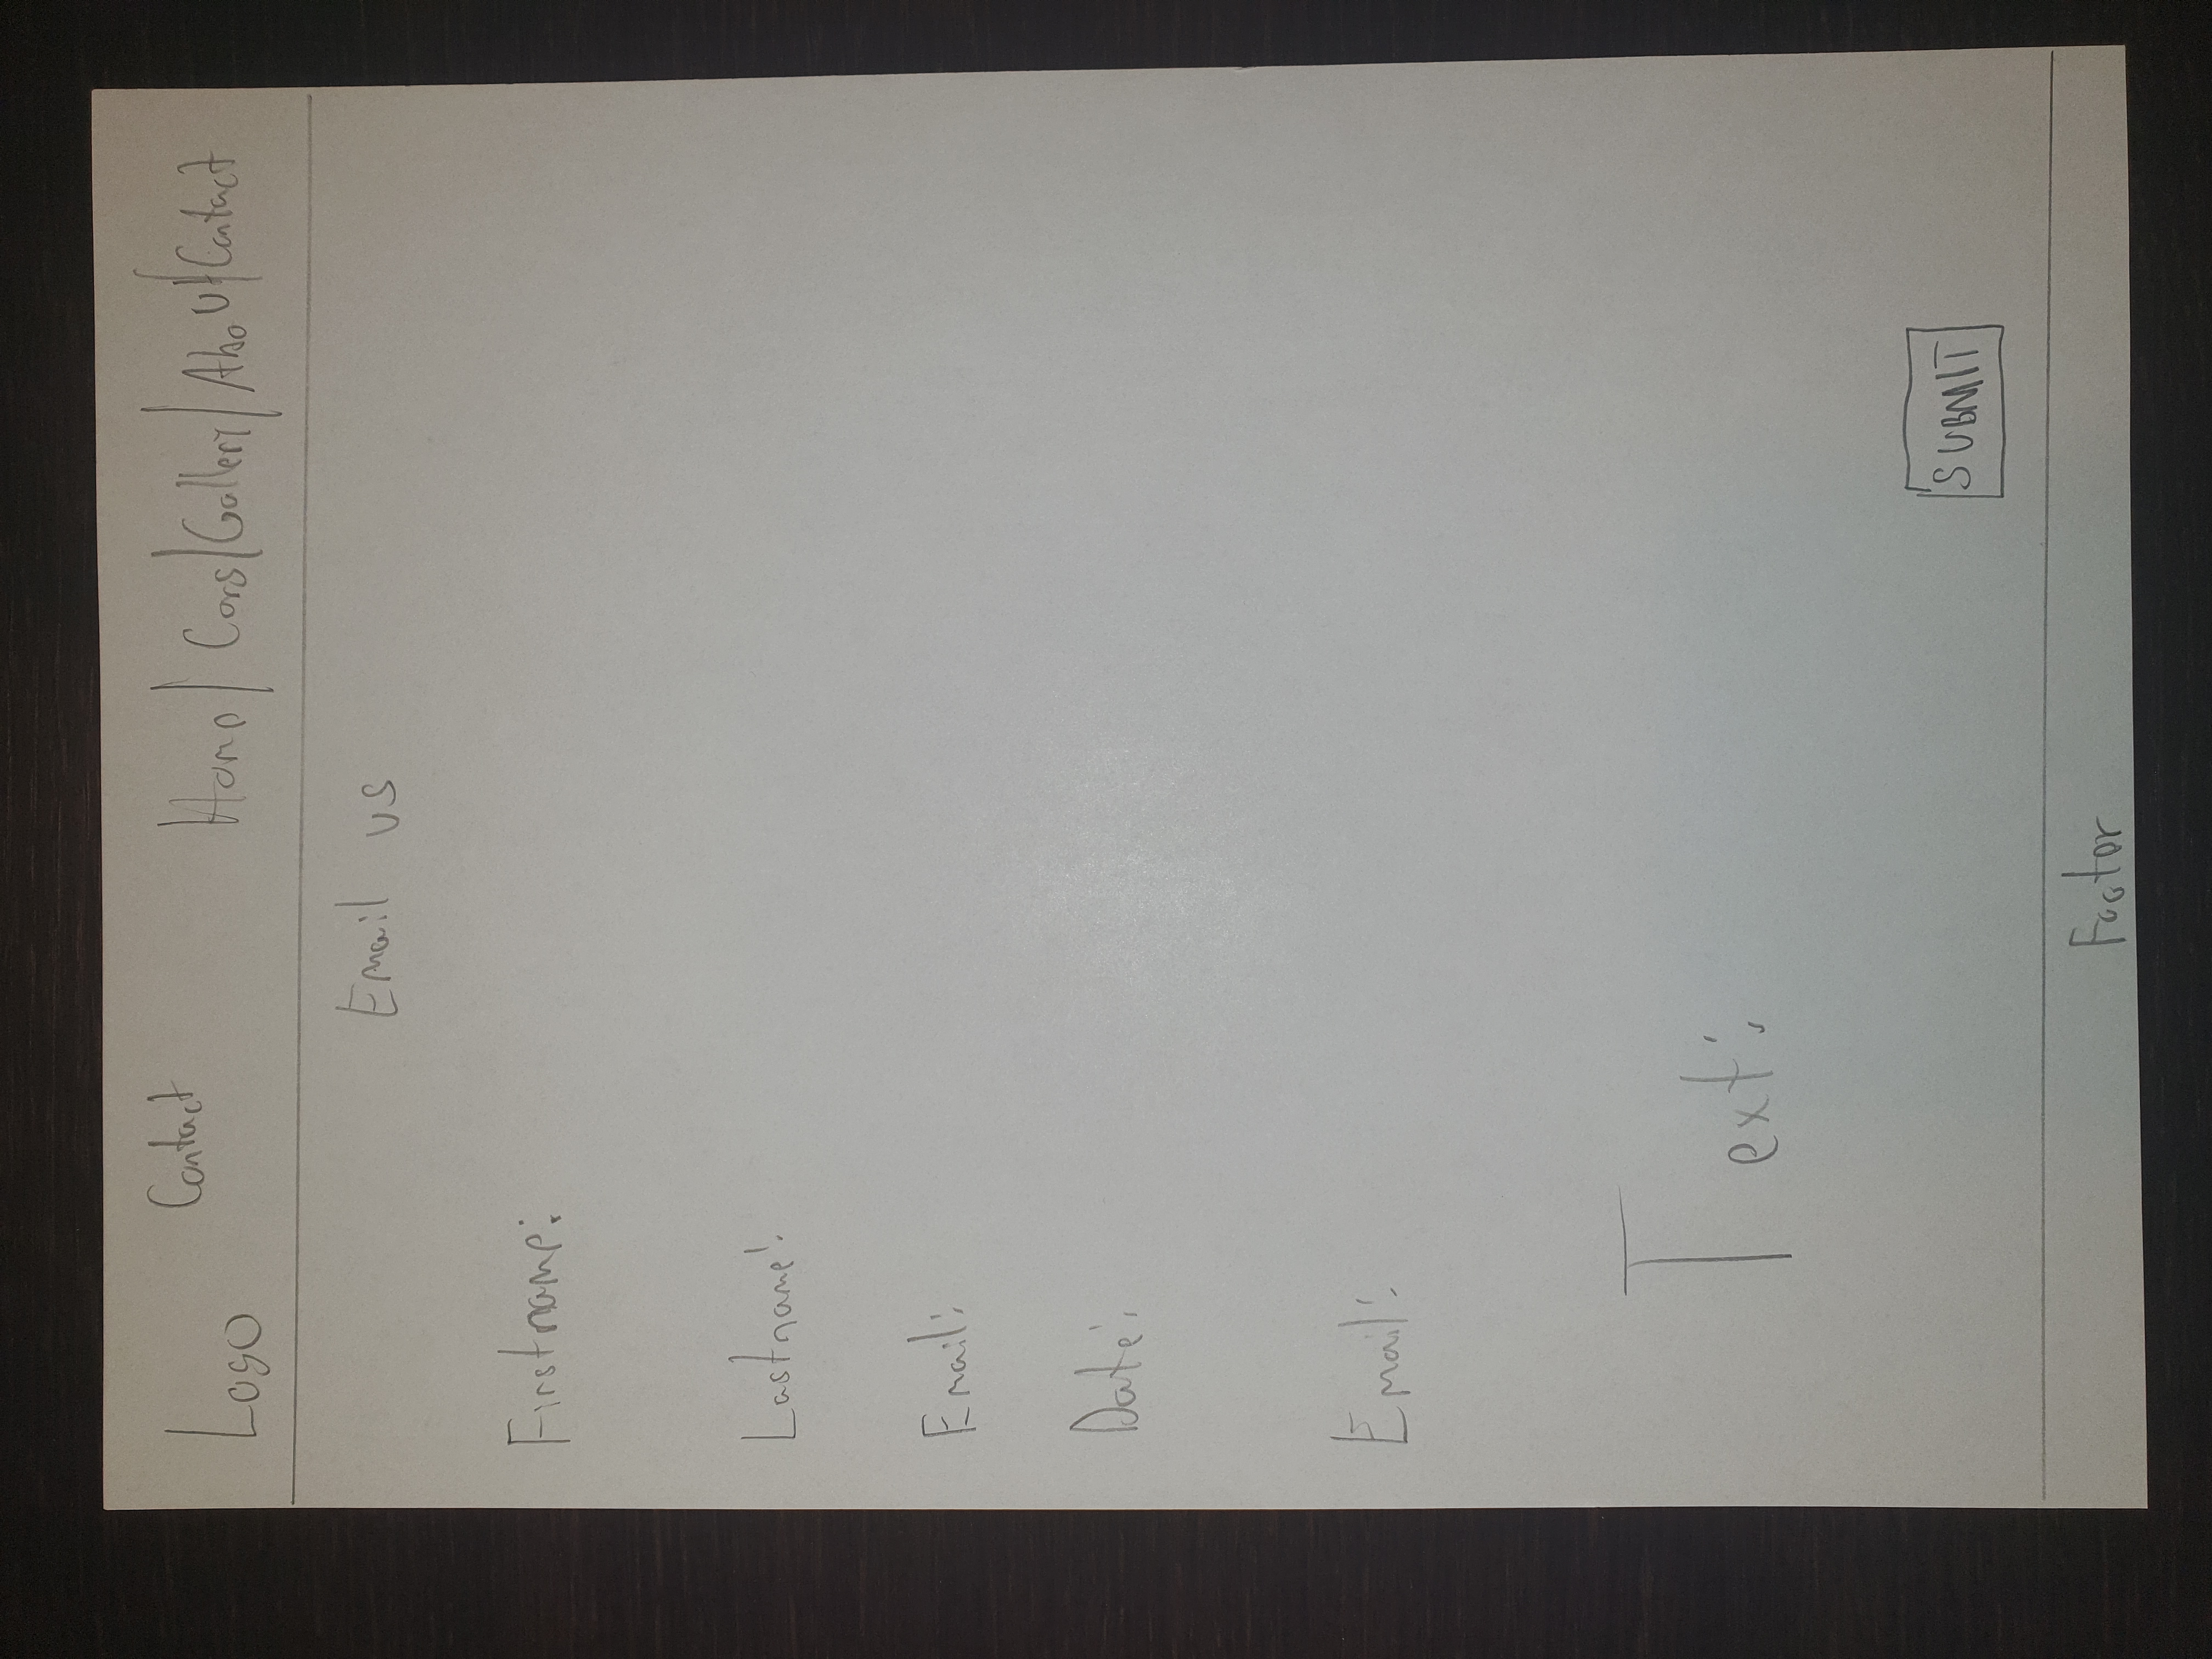 Logo Contact Home | Cars | Gallery | About | Contact
Email us
Firstname:
Lastname:
Email:
Date:
Email:
Text:
SUBMIT
Footer